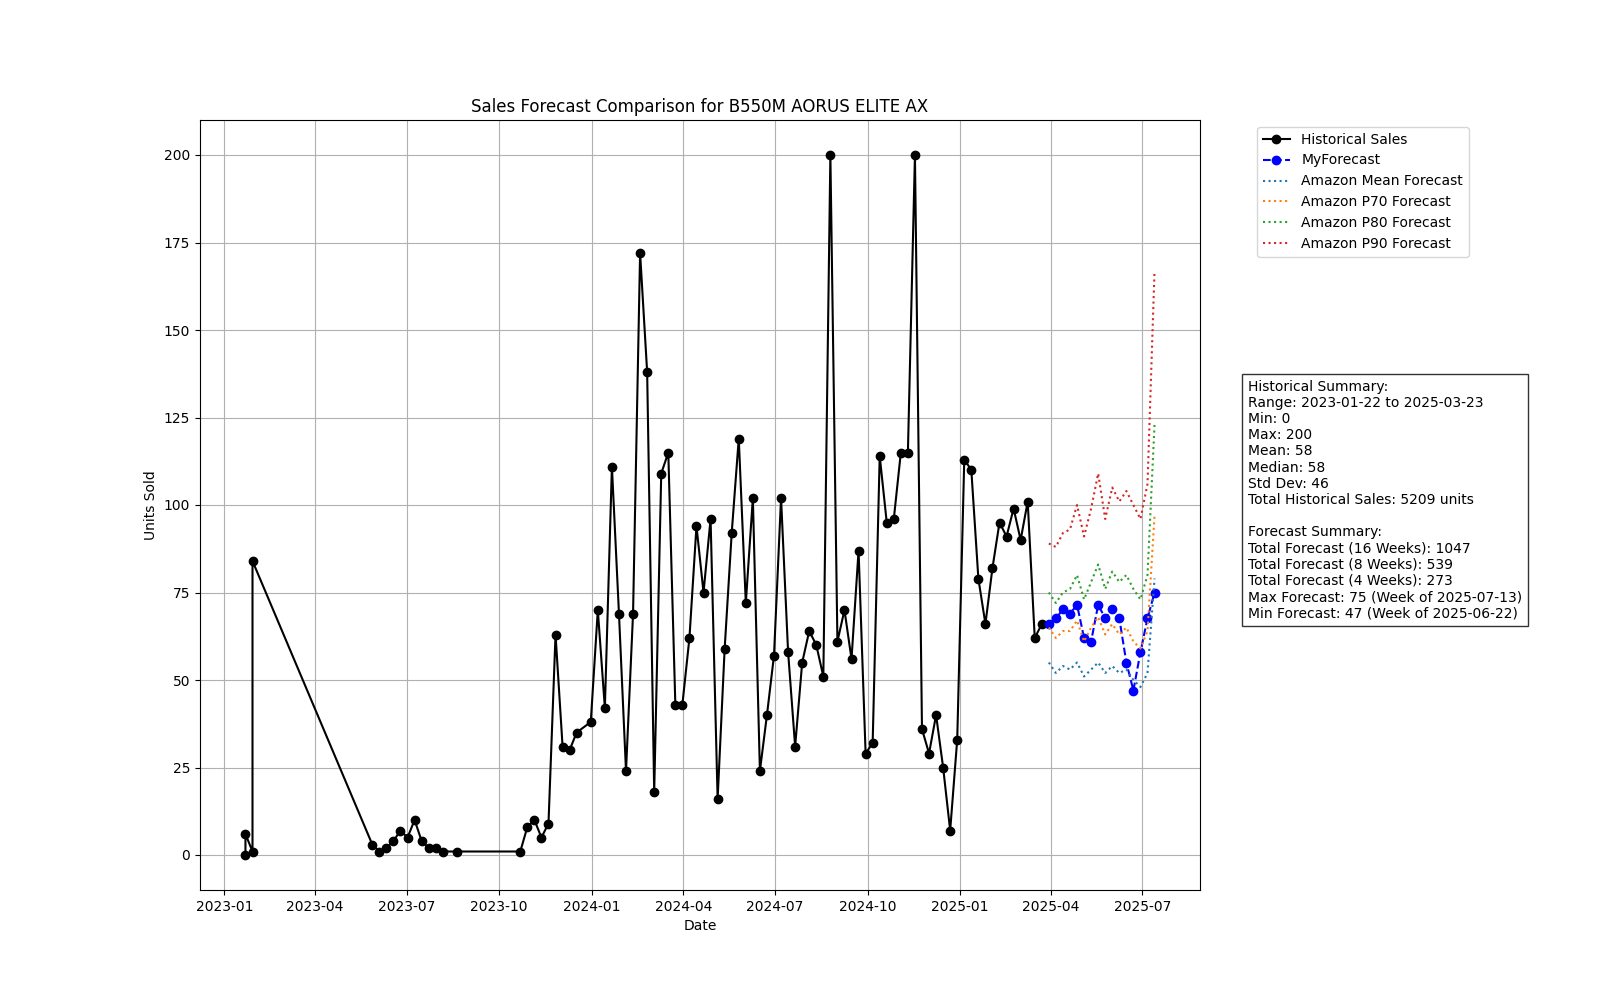 Sales Forecast Comparison for B550M AORUS ELITE AX
Units Sold
200
175
150
125
100
75
50
25
0
2023-01
2023-04
2023-07
2023-10
2024-01
2024-04
2024-07
2024-10
2025-01
2025-04
2025-07
Date
Historical Sales
MyForecast
Amazon Mean Forecast
Amazon P70 Forecast
Amazon P80 Forecast
Amazon P90 Forecast
Historical Summary:
Range: 2023-01-22 to 2025-03-23
Min: 0
Max: 200
Mean: 58
Median: 58
Std Dev: 46
Total Historical Sales: 5209 units
Forecast Summary:
Total Forecast (16 Weeks): 1047
Total Forecast (8 Weeks): 539
Total Forecast (4 Weeks): 273
Max Forecast: 75 (Week of 2025-07-13)
Min Forecast: 47 (Week of 2025-06-22)